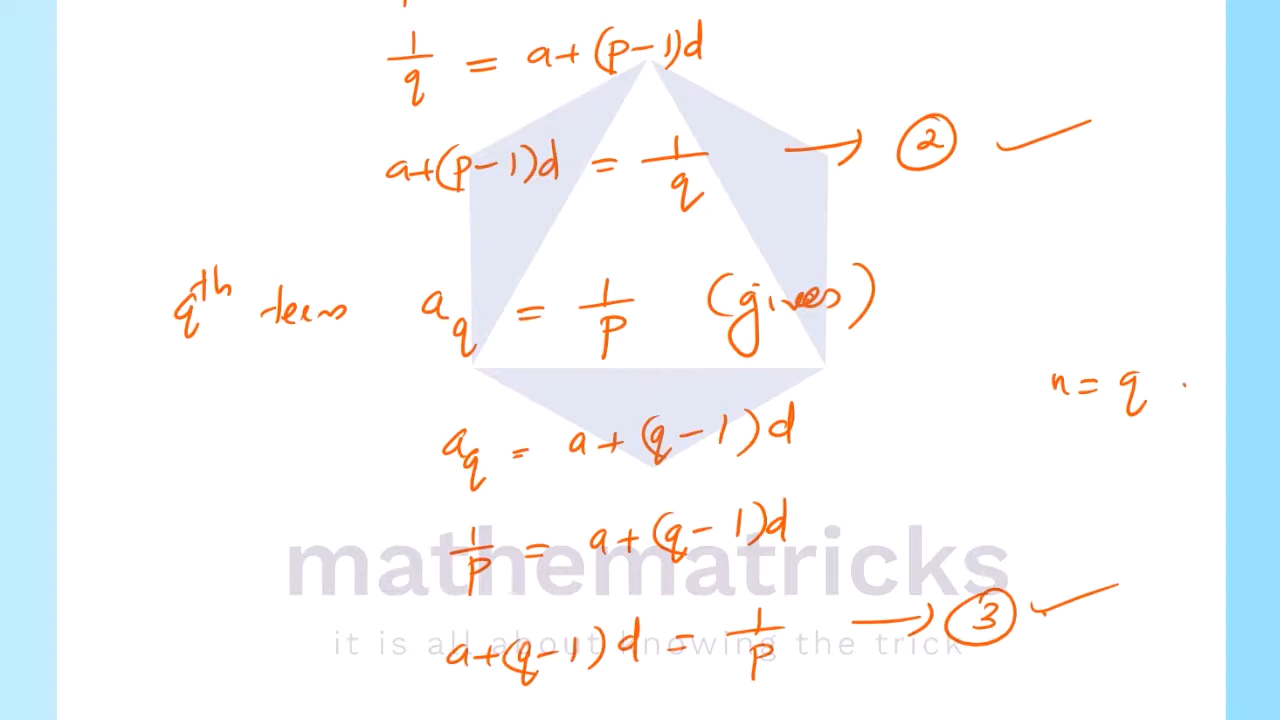 1/q = a+(p-1)d
a+(p-1)d = 1/q → ②
qth term a_q = 1/p (given)
n = q
a_q = a+(q-1)d
1/p = a+(q-1)d
mathematricks
a+(q-1)d = 1/p → ③
it is all about knowing the trick